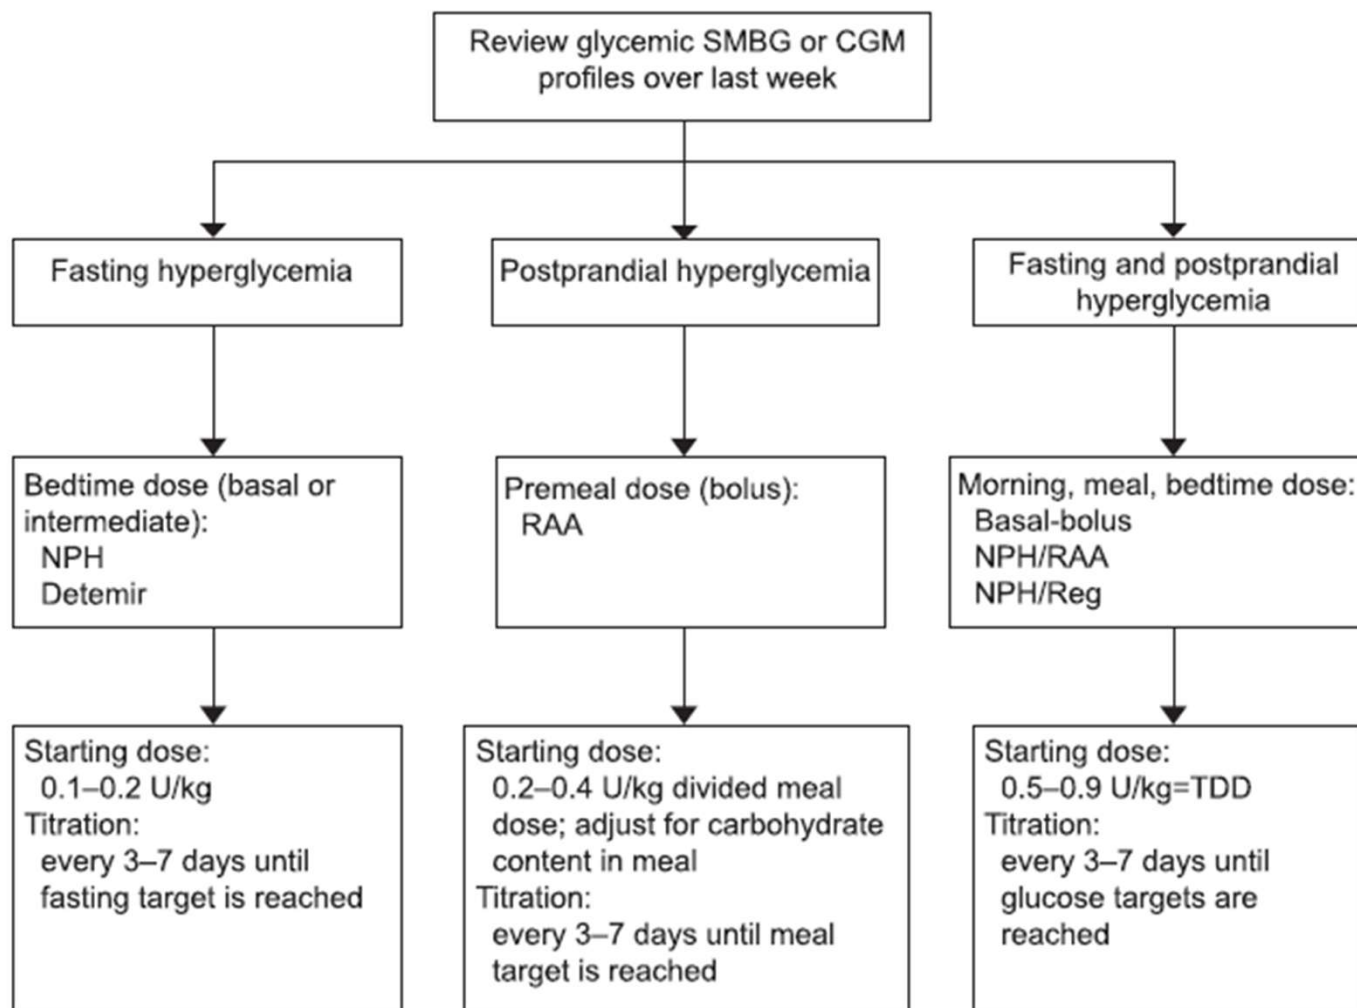 Review glycemic SMBG or CGM
profiles over last week
Fasting hyperglycemia
Postprandial hyperglycemia
Fasting and postprandial
hyperglycemia
Bedtime dose (basal or
intermediate):
NPH
Detemir
Premeal dose (bolus):
RAA
Morning, meal, bedtime dose:
Basal-bolus
NPH/RAA
NPH/Reg
Starting dose:
0.1–0.2 U/kg
Titration:
every 3–7 days until
fasting target is reached
Starting dose:
0.2–0.4 U/kg divided meal
dose; adjust for carbohydrate
content in meal
Titration:
every 3–7 days until meal
target is reached
Starting dose:
0.5–0.9 U/kg=TDD
Titration:
every 3–7 days until
glucose targets are
reached